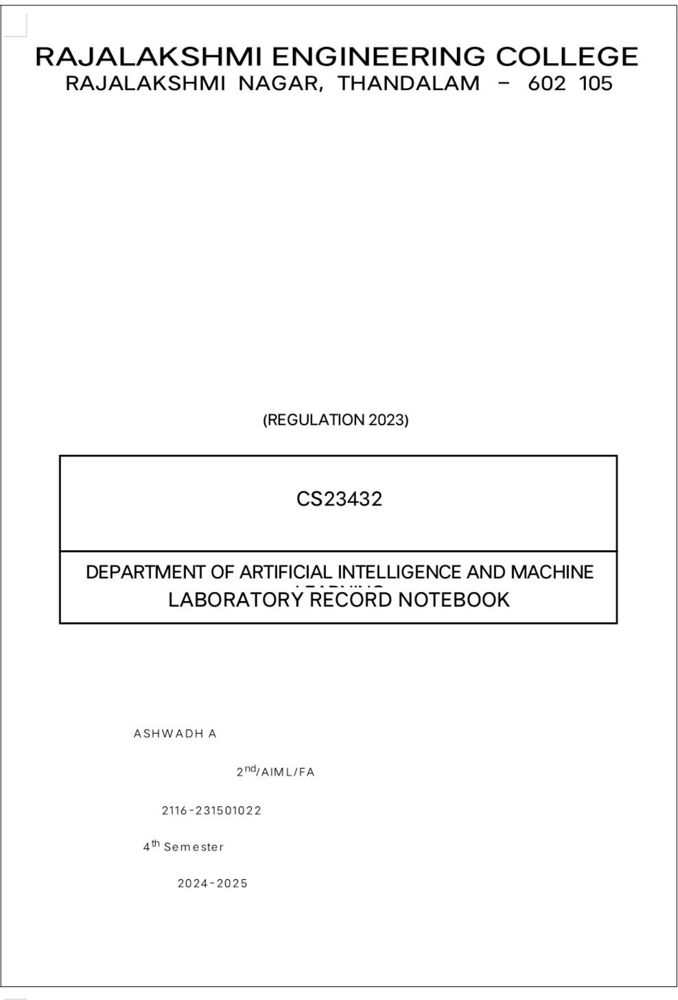 RAJALAKSHMI ENGINEERING COLLEGE
RAJALAKSHMI NAGAR, THANDALAM – 602 105
(REGULATION 2023)
CS23432
DEPARTMENT OF ARTIFICIAL INTELLIGENCE AND MACHINE
LEARNING
LABORATORY RECORD NOTEBOOK
ASHWADH A
2nd/AIML/FA
2116-231501022
4th Semester
2024-2025